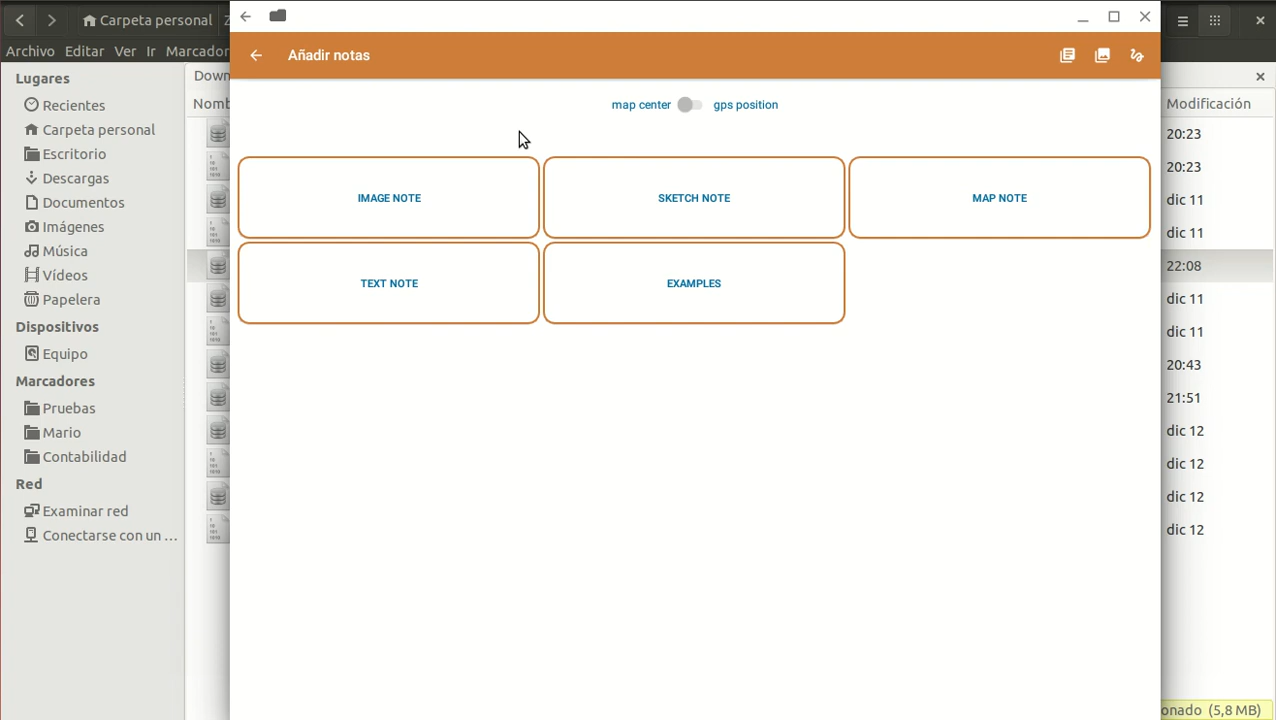 Carpeta personal
Archivo Editar Ver Ir Marcador
Añadir notas
map center gps position
IMAGE NOTE SKETCH NOTE MAP NOTE
TEXT NOTE EXAMPLES
Lugares
Recientes
Carpeta personal
Escritorio
Descargas
Documentos
Imágenes
Música
Vídeos
Papelera
Dispositivos
Equipo
Marcadores
Pruebas
Mario
Contabilidad
Red
Examinar red
Conectarse con un ...
Down
Nomb
Modificación
20:23
20:23
dic 11
dic 11
22:08
dic 11
dic 11
20:43
21:51
dic 12
dic 12
dic 12
dic 12
onado (5,8 MB)